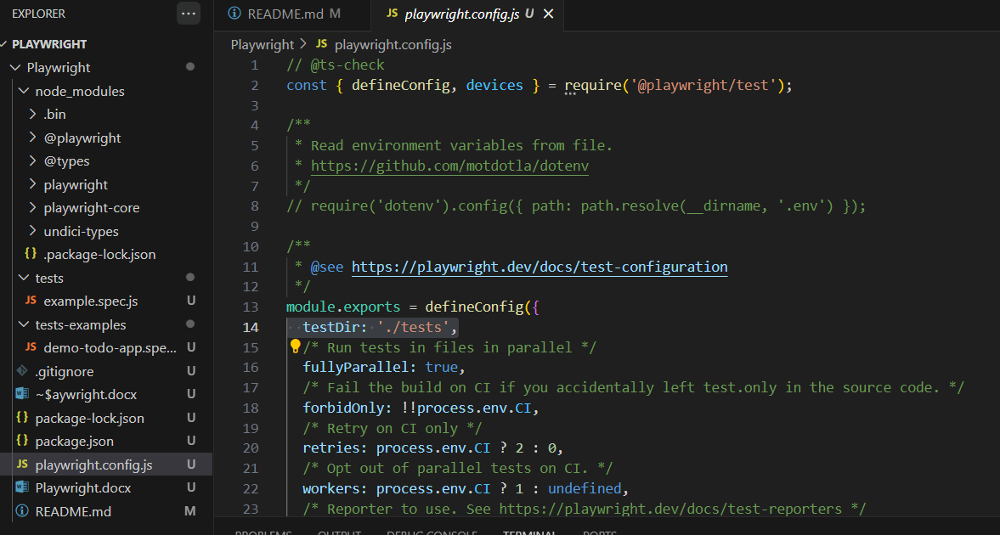 EXPLORER
PLAYWRIGHT
Playwright
node_modules
.bin
@playwright
@types
playwright
playwright-core
undici-types
{} .package-lock.json
tests
JS example.spec.js U
tests-examples
JS demo-todo-app.spe... U
.gitignore U
~$aywright.docx U
{} package-lock.json U
{} package.json U
JS playwright.config.js U
Playwright.docx U
README.md M
README.md M
JS playwright.config.js U
Playwright > JS playwright.config.js
1 // @ts-check
2 const { defineConfig, devices } = require('@playwright/test');
3
4 /**
5 * Read environment variables from file.
6 * https://github.com/motdotla/dotenv
7 */
8 // require('dotenv').config({ path: path.resolve(__dirname, '.env') });
9
10 /**
11 * @see https://playwright.dev/docs/test-configuration
12 */
13 module.exports = defineConfig({
14 testDir: './tests',
15 /* Run tests in files in parallel */
16 fullyParallel: true,
17 /* Fail the build on CI if you accidentally left test.only in the source code. */
18 forbidOnly: !!process.env.CI,
19 /* Retry on CI only */
20 retries: process.env.CI ? 2 : 0,
21 /* Opt out of parallel tests on CI. */
22 workers: process.env.CI ? 1 : undefined,
23 /* Reporter to use. See https://playwright.dev/docs/test-reporters */
PROBLEMS OUTPUT DEBUG CONSOLE TERMINAL PORTS